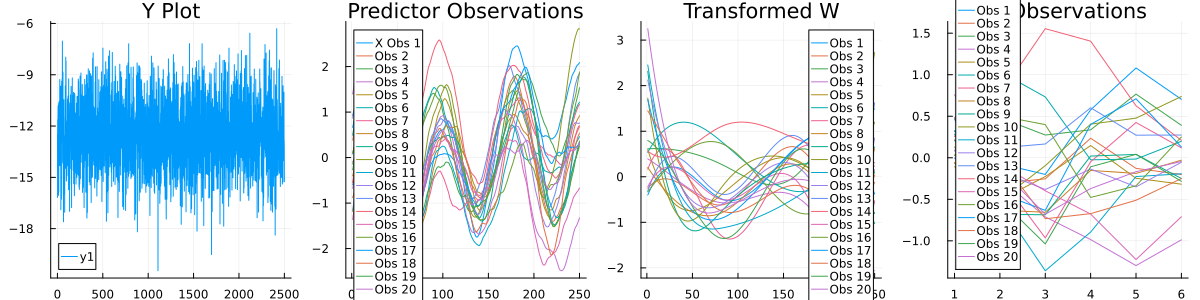 Y Plot
−6
−9
−12
−15
−18
y1
0 500 1000 1500 2000 2500
Predictor Observations
2
1
0
−1
−2
X Obs 1
Obs 2
Obs 3
Obs 4
Obs 5
Obs 6
Obs 7
Obs 8
Obs 9
Obs 10
Obs 11
Obs 12
Obs 13
Obs 14
Obs 15
Obs 16
Obs 17
Obs 18
Obs 19
Obs 20
100 150 200 250
Transformed W
3
2
1
0
−1
−2
Obs 1
Obs 2
Obs 3
Obs 4
Obs 5
Obs 6
Obs 7
Obs 8
Obs 9
Obs 10
Obs 11
Obs 12
Obs 13
Obs 14
Obs 15
Obs 16
Obs 17
Obs 18
Obs 19
Obs 20
0 50 100 150 50
Observations
1.5
1.0
0.5
0.0
−0.5
−1.0
Obs 1
Obs 2
Obs 3
Obs 4
Obs 5
Obs 6
Obs 7
Obs 8
Obs 9
Obs 10
Obs 11
Obs 12
Obs 13
Obs 14
Obs 15
Obs 16
Obs 17
Obs 18
Obs 19
Obs 20
1 2 3 4 5 6